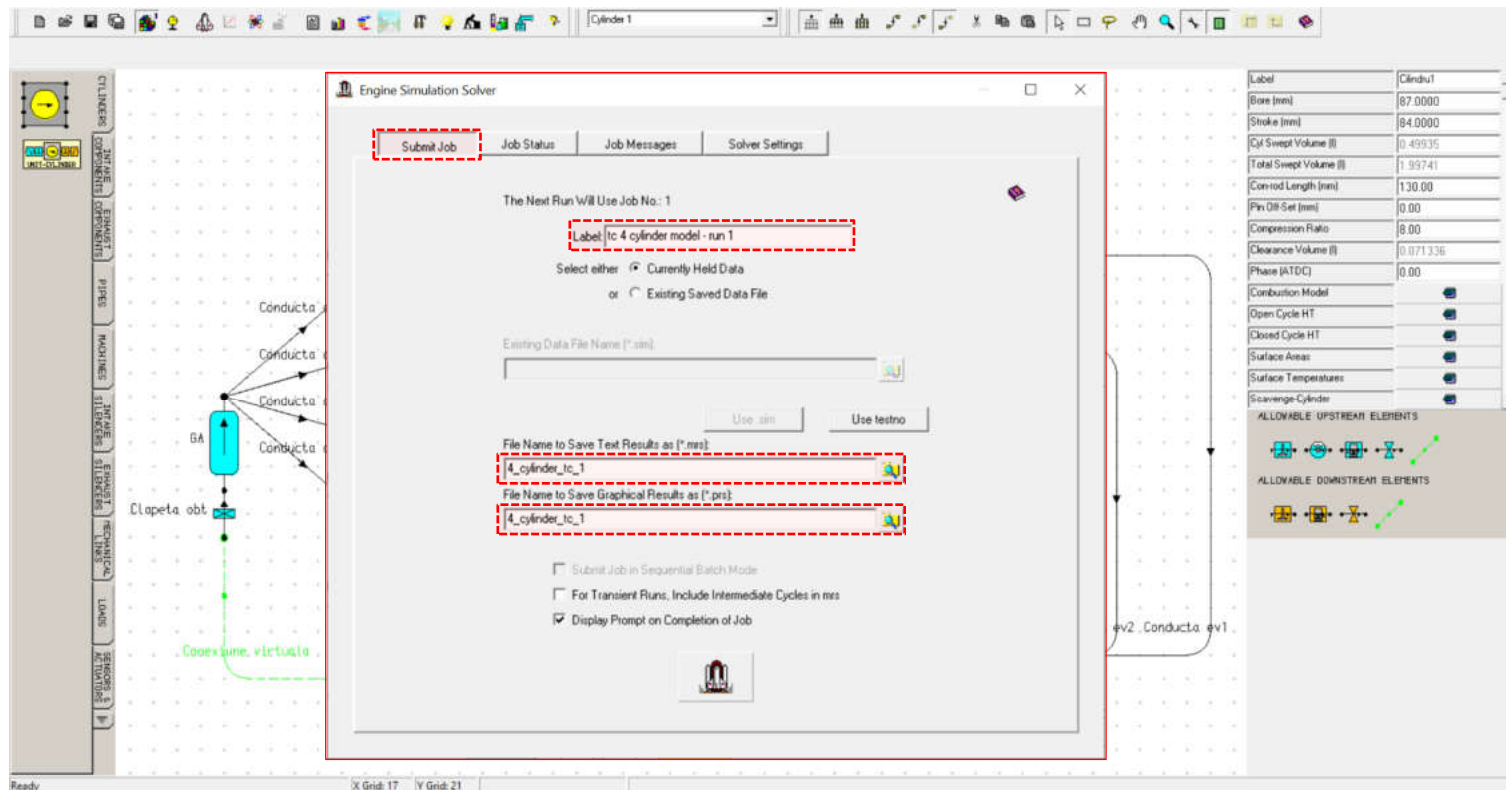 Cylinder 1
CYLINDERS
INTAKE COMPONENTS
EXHAUST COMPONENTS
PIPES
MACHINES
INTAKE SILENCERS
EXHAUST SILENCERS
MECHANICAL LINKS
LOADS
SENSORS & ACTUATORS
UNIT-CYLINDER
Conducta
Conducta
Conducta
Conducta
GA
Clapeta obt
Conexiune virtuala
Engine Simulation Solver
Submit Job
Job Status
Job Messages
Solver Settings
The Next Run Will Use Job No.: 1
Label: tc 4 cylinder model - run 1
Select either Currently Held Data
or Existing Saved Data File
Existing Data File Name (*.sim):
Use .sim
Use testno
File Name to Save Text Results as (*.mrs):
4_cylinder_tc_1
File Name to Save Graphical Results as (*.prs):
4_cylinder_tc_1
Submit Job in Sequential Batch Mode
For Transient Runs, Include Intermediate Cycles in mrs
Display Prompt on Completion of Job
ev2 Conducta ev1
Label Cilindru1
Bore (mm) 87.0000
Stroke (mm) 84.0000
Cyl Swept Volume (l) 0.49935
Total Swept Volume (l) 1.99741
Con-rod Length (mm) 130.00
Pin Off-Set (mm) 0.00
Compression Ratio 8.00
Clearance Volume (l) 0.071336
Phase (ATDC) 0.00
Combustion Model
Open Cycle HT
Closed Cycle HT
Surface Areas
Surface Temperatures
Scavenge-Cylinder
ALLOWABLE UPSTREAM ELEMENTS
ALLOWABLE DOWNSTREAM ELEMENTS
Ready
X Grid: 17 Y Grid: 21